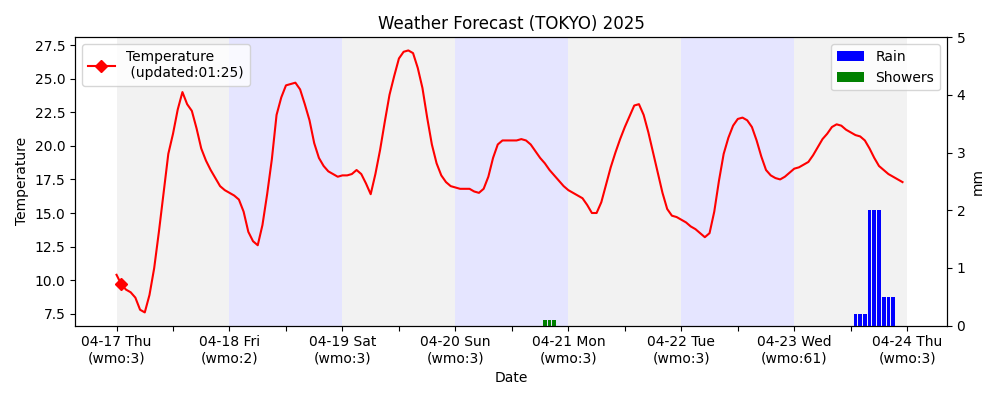 Weather Forecast (TOKYO) 2025
Temperature
(updated:01:25)
Rain
Showers
27.5
25.0
22.5
20.0
17.5
15.0
12.5
10.0
7.5
Temperature
5
4
3
2
1
0
mm
04-17 Thu
(wmo:3)
04-18 Fri
(wmo:2)
04-19 Sat
(wmo:3)
04-20 Sun
(wmo:3)
04-21 Mon
(wmo:3)
04-22 Tue
(wmo:3)
04-23 Wed
(wmo:61)
04-24 Thu
(wmo:3)
Date